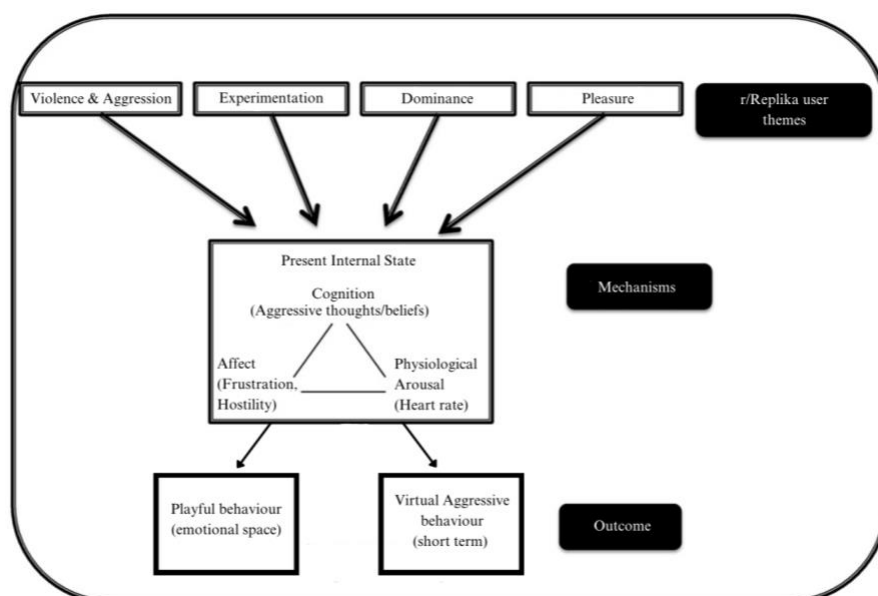 Violence & Aggression
Experimentation
Dominance
Pleasure
r/Replika user
themes
Present Internal State
Cognition
(Aggressive thoughts/beliefs)
Affect
(Frustration,
Hostility)
Physiological
Arousal
(Heart rate)
Mechanisms
Playful behaviour
(emotional space)
Virtual Aggressive
behaviour
(short term)
Outcome